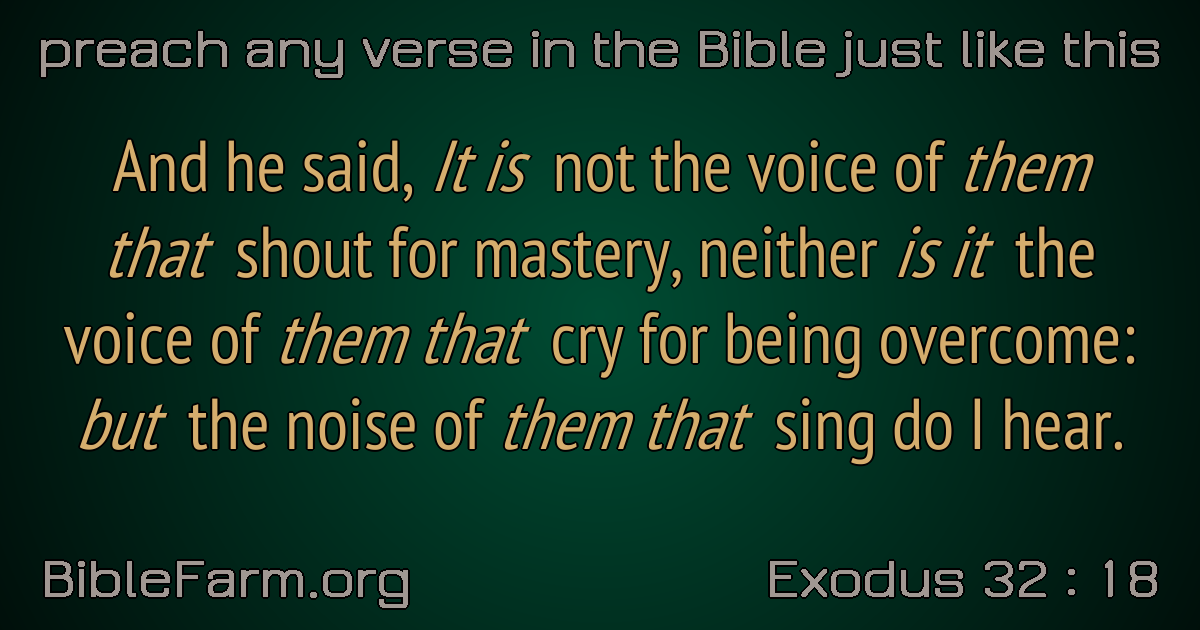 preach any verse in the Bible just like this
And he said, It is not the voice of them
that shout for mastery, neither is it the
voice of them that cry for being overcome:
but the noise of them that sing do I hear.
BibleFarm.org
Exodus 32 : 18